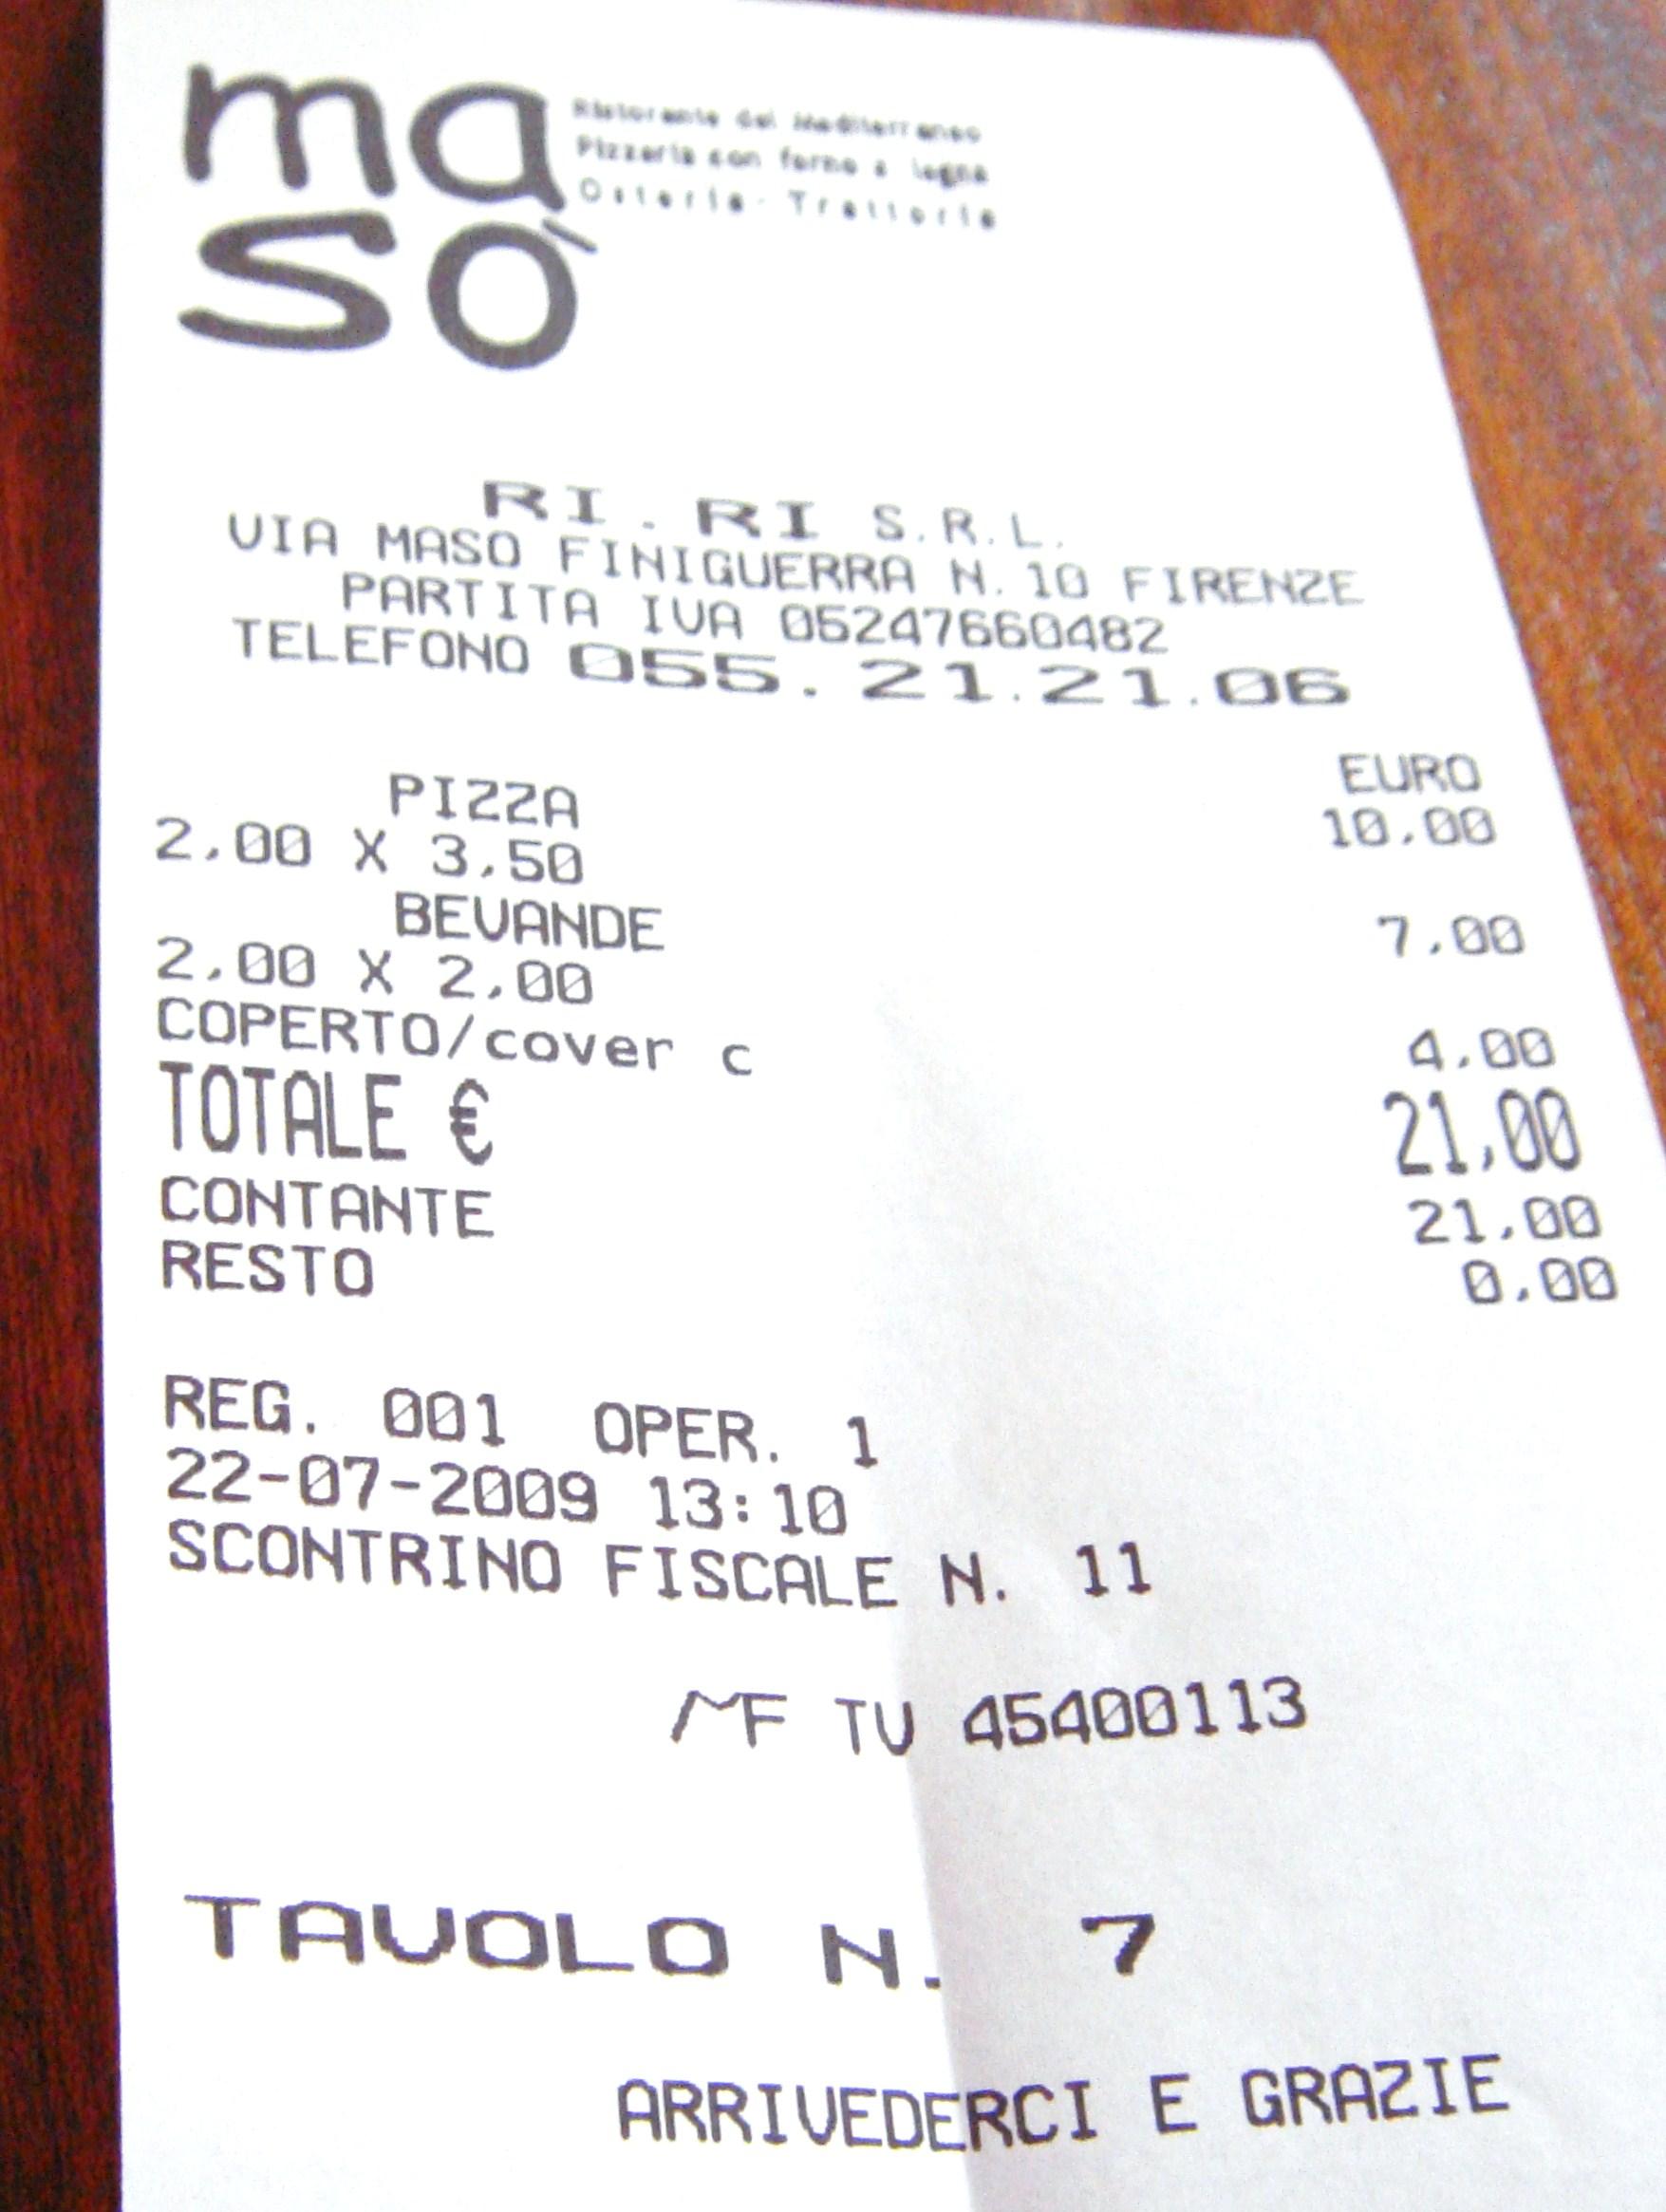 ma
sò
Ristorante del Mediterraneo
Pizzeria con forno a legna
Osteria - Trattoria
RI.RI S.R.L.
VIA MASO FINIGUERRA N.10 FIRENZE
PARTITA IVA 05247660482
TELEFONO 055.21.21.06
EURO
PIZZA 10,00
2,00 X 3,50
BEVANDE 7,00
2,00 X 2,00
COPERTO/cover c 4,00
TOTALE € 21,00
CONTANTE 21,00
RESTO 0,00
REG. 001 OPER. 1
22-07-2009 13:10
SCONTRINO FISCALE N. 11
MF TU 45400113
TAVOLO N. 7
ARRIVEDERCI E GRAZIE